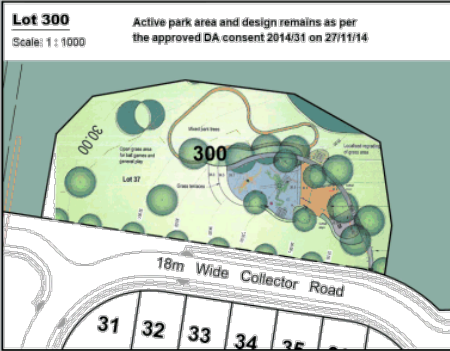 Lot 300
Scale: 1 : 1000
Active park area and design remains as per
the approved DA consent 2014/31 on 27/11/14
30.00
Mixed park trees
Open grass area
for ball games and
general play
300
Lot 37
Grass terraces
18m Wide Collector Road
31
32
33
34
35